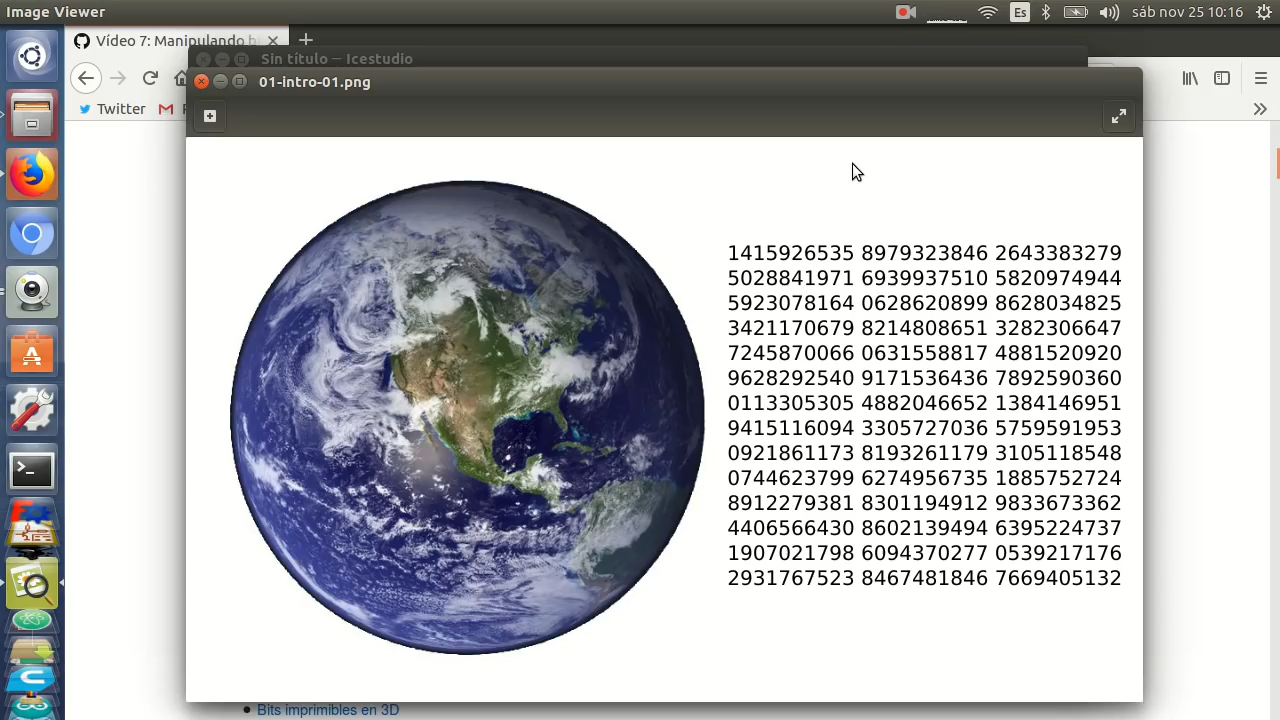 Image Viewer
Es
sáb nov 25 10:16
Vídeo 7: Manipulando
Sin título — Icestudio
01-intro-01.png
Twitter
1415926535 8979323846 2643383279
5028841971 6939937510 5820974944
5923078164 0628620899 8628034825
3421170679 8214808651 3282306647
7245870066 0631558817 4881520920
9628292540 9171536436 7892590360
0113305305 4882046652 1384146951
9415116094 3305727036 5759591953
0921861173 8193261179 3105118548
0744623799 6274956735 1885752724
8912279381 8301194912 9833673362
4406566430 8602139494 6395224737
1907021798 6094370277 0539217176
2931767523 8467481846 7669405132
Bits imprimibles en 3D